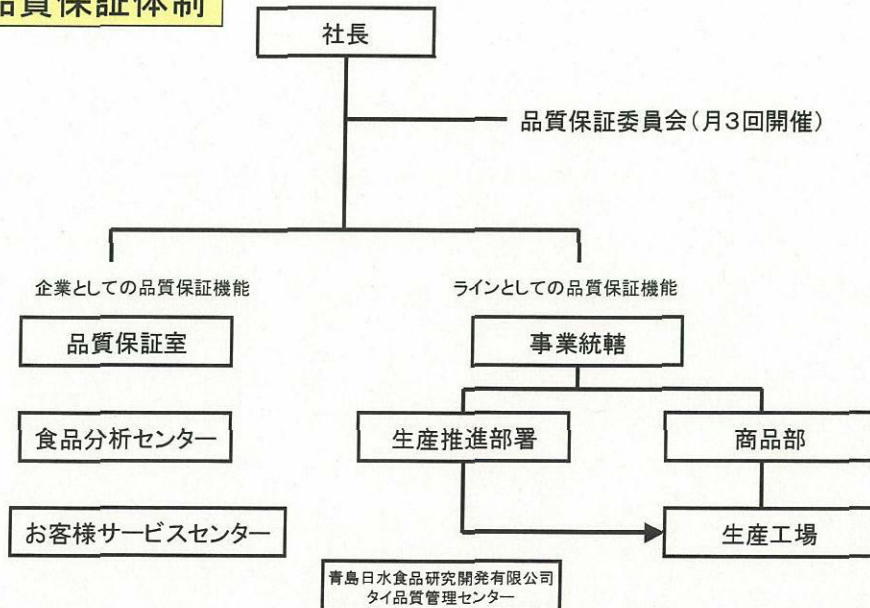 品質保証体制
社長
品質保証委員会(月3回開催)
企業としての品質保証機能
ラインとしての品質保証機能
品質保証室
事業統轄
食品分析センター
生産推進部署
商品部
お客様サービスセンター
生産工場
青島日水食品研究開発有限公司
タイ品質管理センター